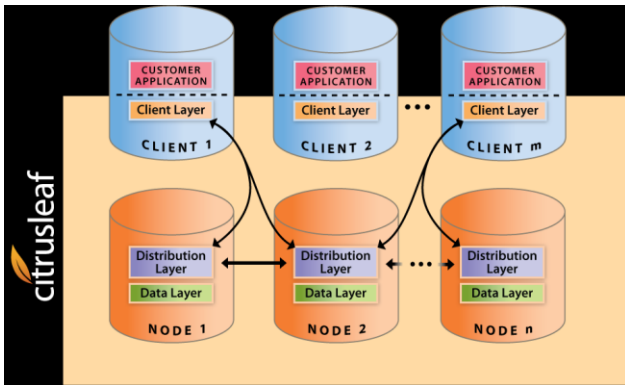 CUSTOMER
APPLICATION
Client Layer
CLIENT 1
CUSTOMER
APPLICATION
Client Layer
CLIENT 2
CUSTOMER
APPLICATION
Client Layer
CLIENT m
citrusleaf
Distribution
Layer
Data Layer
NODE 1
Distribution
Layer
Data Layer
NODE 2
Distribution
Layer
Data Layer
NODE n